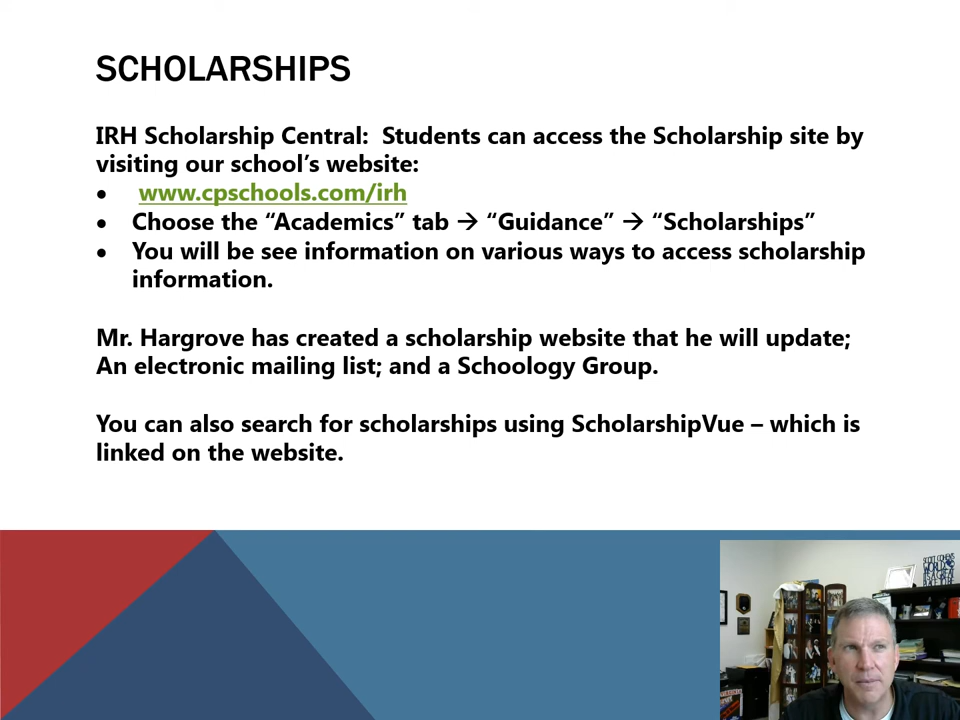 SCHOLARSHIPS
IRH Scholarship Central:  Students can access the Scholarship site by
visiting our school’s website:
• www.cpschools.com/irh
• Choose the “Academics” tab → “Guidance” → “Scholarships”
• You will be see information on various ways to access scholarship
information.
Mr. Hargrove has created a scholarship website that he will update;
An electronic mailing list; and a Schoology Group.
You can also search for scholarships using ScholarshipVue – which is
linked on the website.